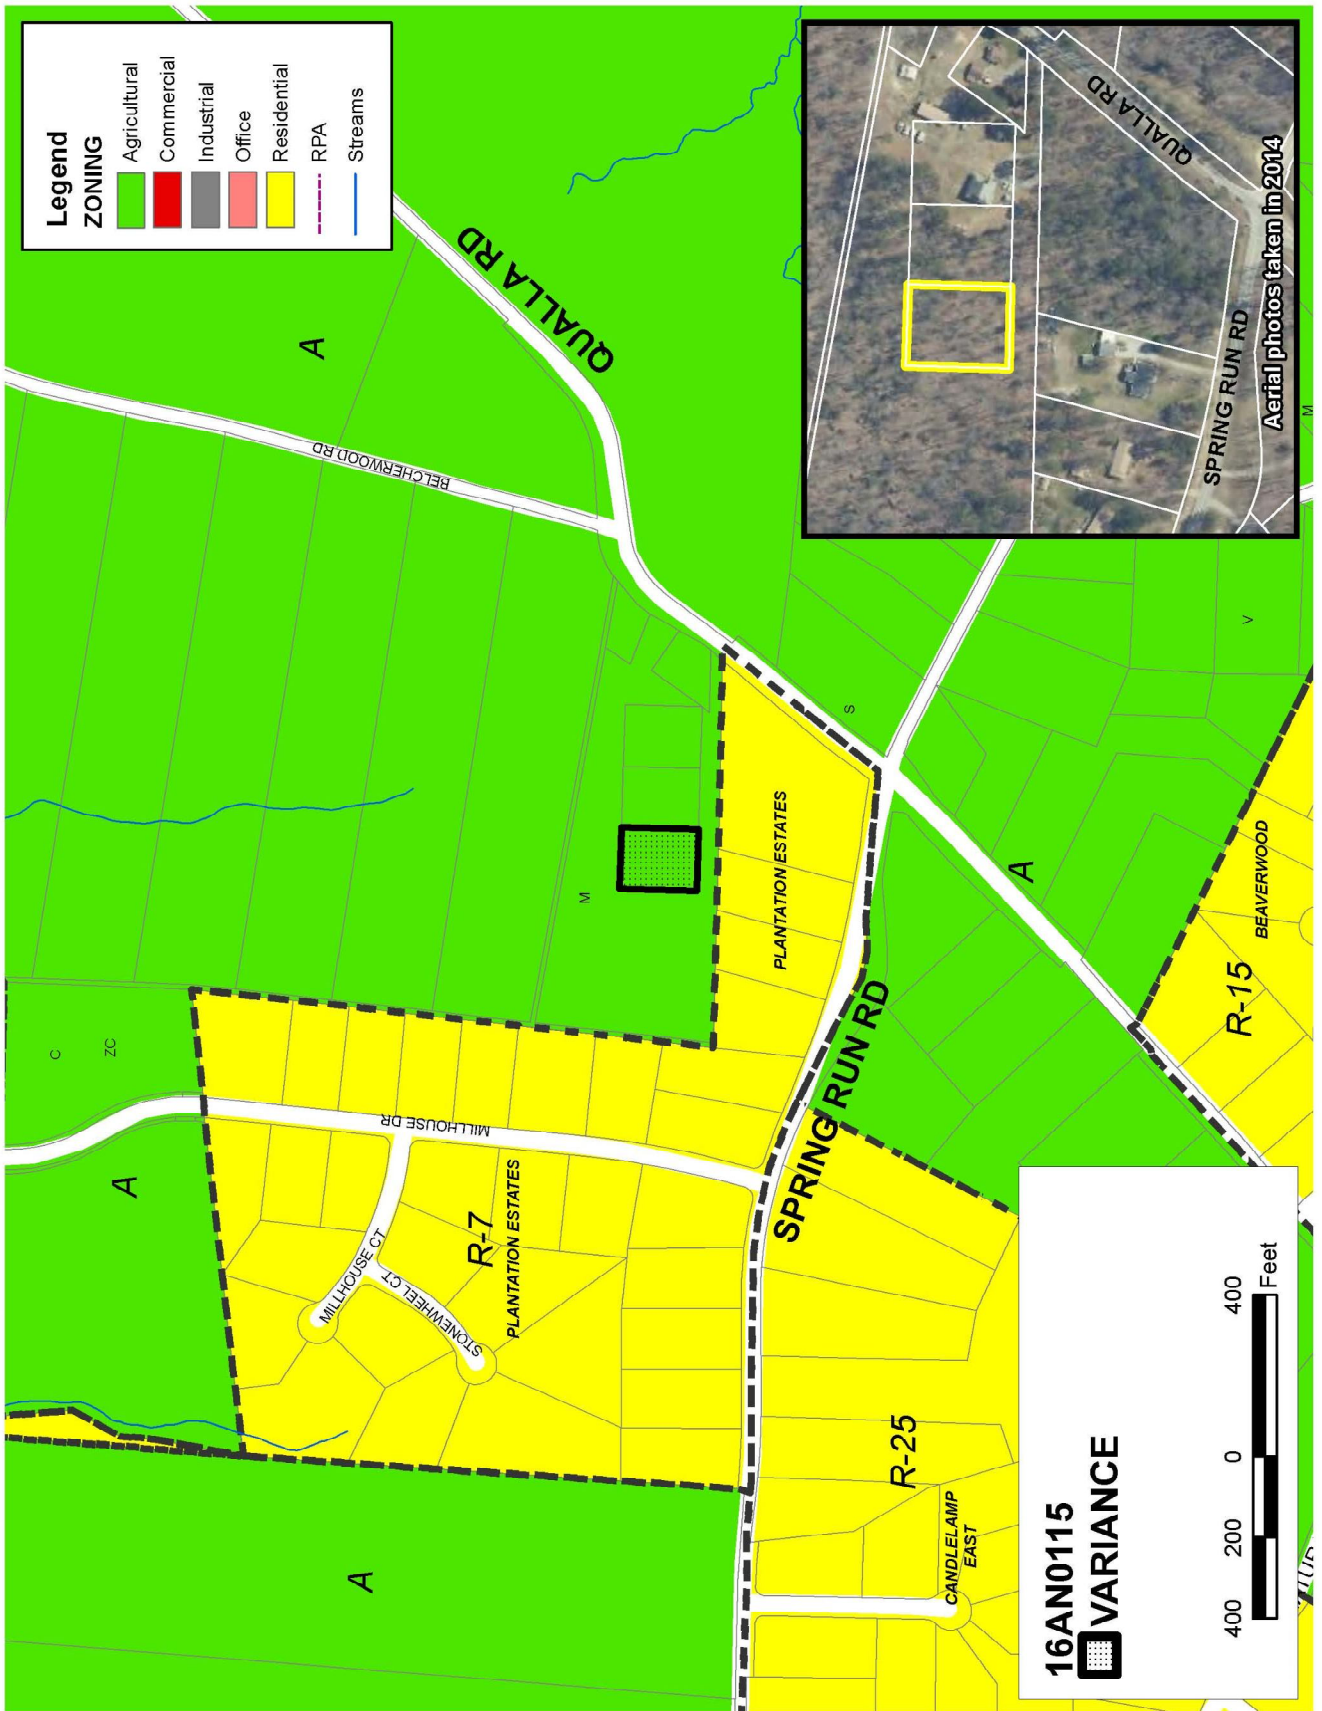 Legend
ZONING
Agricultural
Commercial
Industrial
Office
Residential
RPA
Streams
QUALLA RD
A
BELCHERWOOD RD
QUALLA RD
SPRING RUN RD
Aerial photos taken in 2014
M
V
S
M
PLANTATION ESTATES
A
BEAVERWOOD
R-15
C
ZC
A
MILLHOUSE DR
SPRING RUN RD
R-7
PLANTATION ESTATES
MILLHOUSE CT
STONEWHEEL CT
A
R-25
CANDLELAMP
EAST
16AN0115
VARIANCE
400 200 0 400
Feet